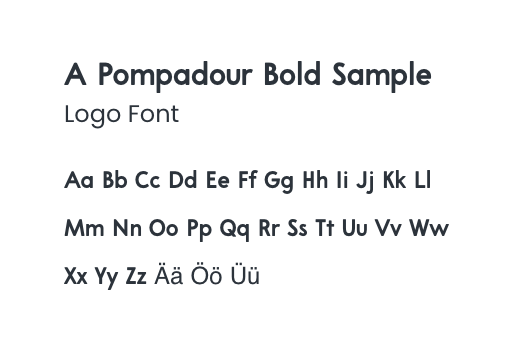 A Pompadour Bold Sample
Logo Font
Aa Bb Cc Dd Ee Ff Gg Hh Ii Jj Kk Ll
Mm Nn Oo Pp Qq Rr Ss Tt Uu Vv Ww
Xx Yy Zz Ää Öö Üü